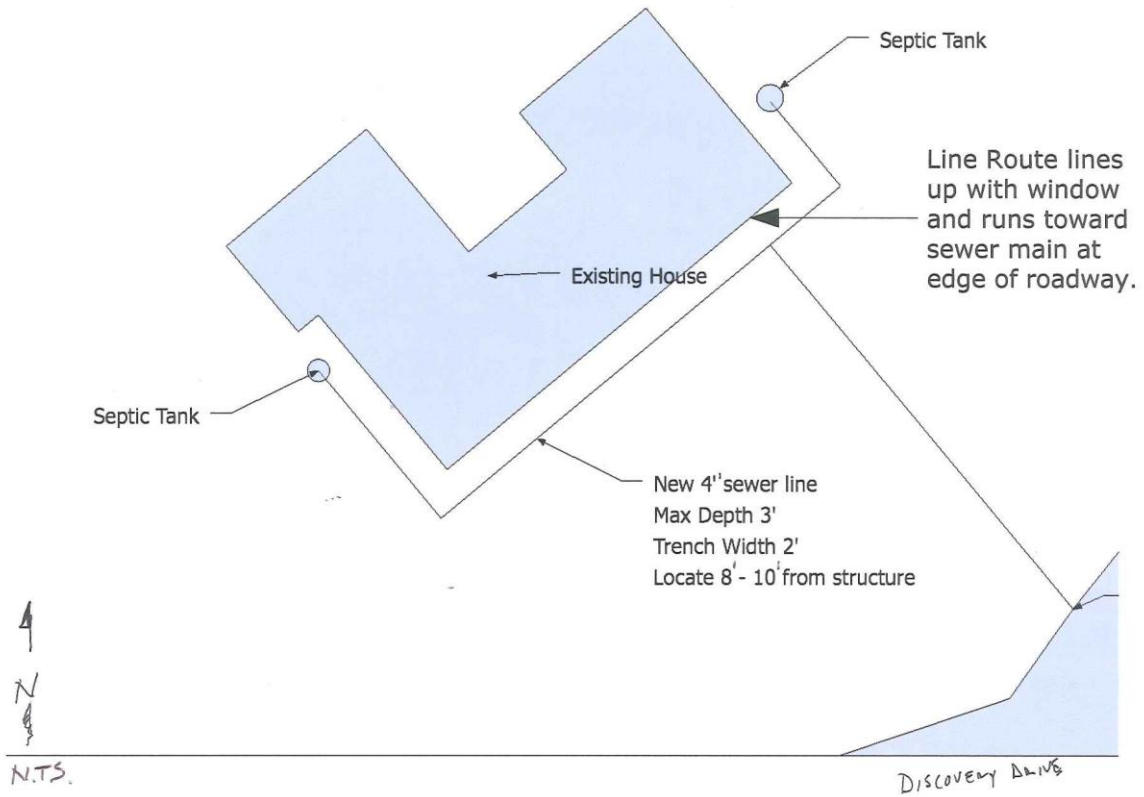 Septic Tank
Line Route lines
up with window
and runs toward
sewer main at
edge of roadway.
Existing House
Septic Tank
New 4" sewer line
Max Depth 3'
Trench Width 2'
Locate 8' - 10' from structure
N
N.T.S.
DISCOVERY DRIVE